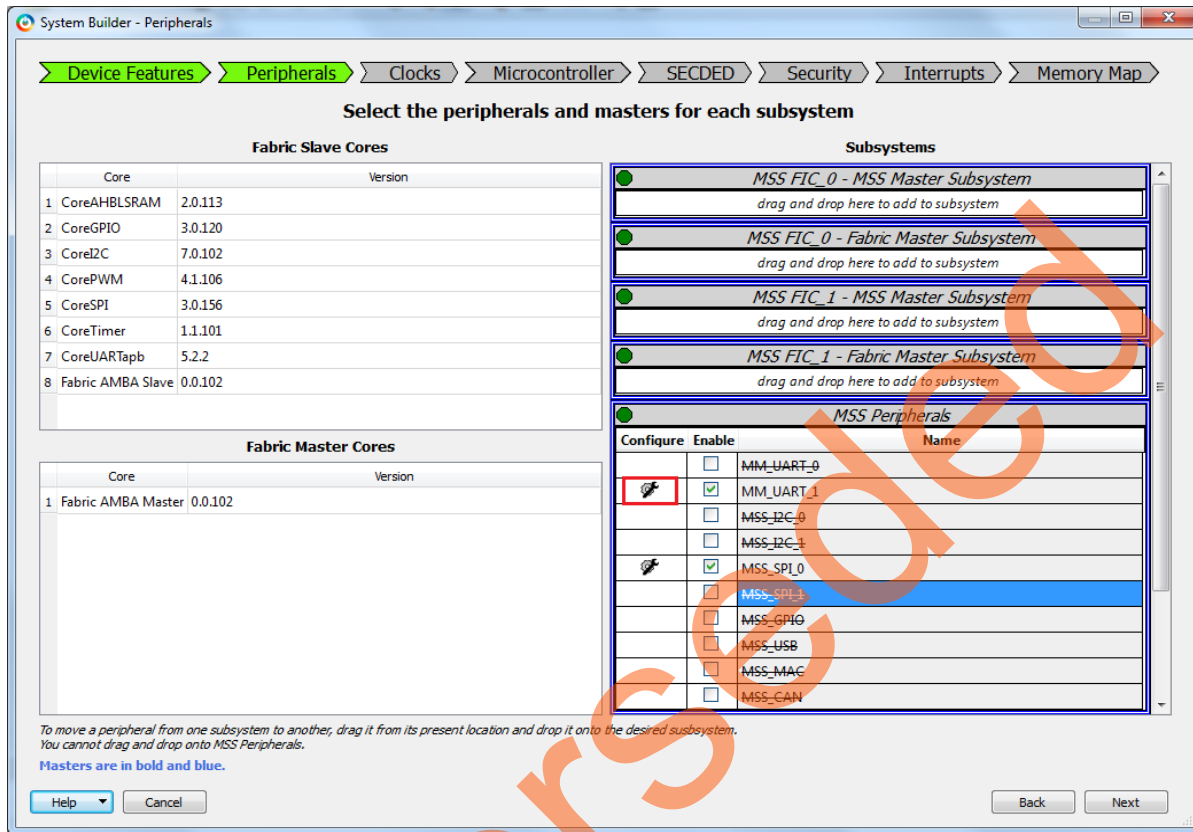 System Builder - Peripherals
Device Features Peripherals Clocks Microcontroller SECDED Security Interrupts Memory Map
Select the peripherals and masters for each subsystem
Fabric Slave Cores
Core Version
1 CoreAHBLSRAM 2.0.113
2 CoreGPIO 3.0.120
3 CoreI2C 7.0.102
4 CorePWM 4.1.106
5 CoreSPI 3.0.156
6 CoreTimer 1.1.101
7 CoreUARTapb 5.2.2
8 Fabric AMBA Slave 0.0.102
Fabric Master Cores
Core Version
1 Fabric AMBA Master 0.0.102
Subsystems
MSS FIC_0 - MSS Master Subsystem
drag and drop here to add to subsystem
MSS FIC_0 - Fabric Master Subsystem
drag and drop here to add to subsystem
MSS FIC_1 - MSS Master Subsystem
drag and drop here to add to subsystem
MSS FIC_1 - Fabric Master Subsystem
drag and drop here to add to subsystem
MSS Peripherals
Configure Enable Name
MM_UART_0
MM_UART_1
MSS_I2C_0
MSS_I2C_1
MSS_SPI_0
MSS_SPI_1
MSS_GPIO
MSS_USB
MSS_MAC
MSS_CAN
To move a peripheral from one subsystem to another, drag it from its present location and drop it onto the desired susbsystem.
You cannot drag and drop onto MSS Peripherals.
Masters are in bold and blue.
Help Cancel Back Next
erseded